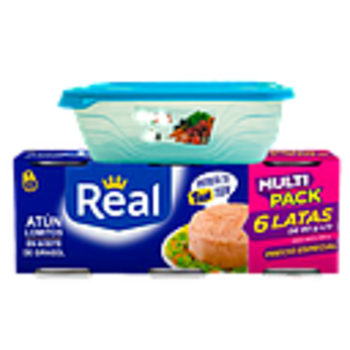 Real
ATÚN
LOMITOS
EN ACEITE
DE GIRASOL
MULTI
PACK
6 LATAS
PRECIO ESPECIAL